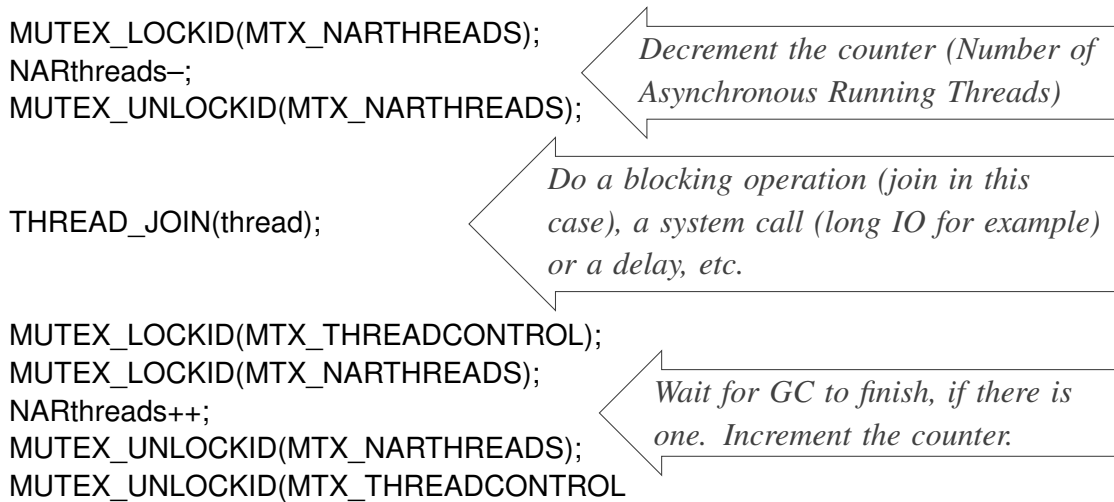 MUTEX_LOCKID(MTX_NARTHREADS);
NARthreads–;
MUTEX_UNLOCKID(MTX_NARTHREADS);
Decrement the counter (Number of
Asynchronous Running Threads)
THREAD_JOIN(thread);
Do a blocking operation (join in this
case), a system call (long IO for example)
or a delay, etc.
MUTEX_LOCKID(MTX_THREADCONTROL);
MUTEX_LOCKID(MTX_NARTHREADS);
NARthreads++;
MUTEX_UNLOCKID(MTX_NARTHREADS);
MUTEX_UNLOCKID(MTX_THREADCONTROL
Wait for GC to finish, if there is
one. Increment the counter.